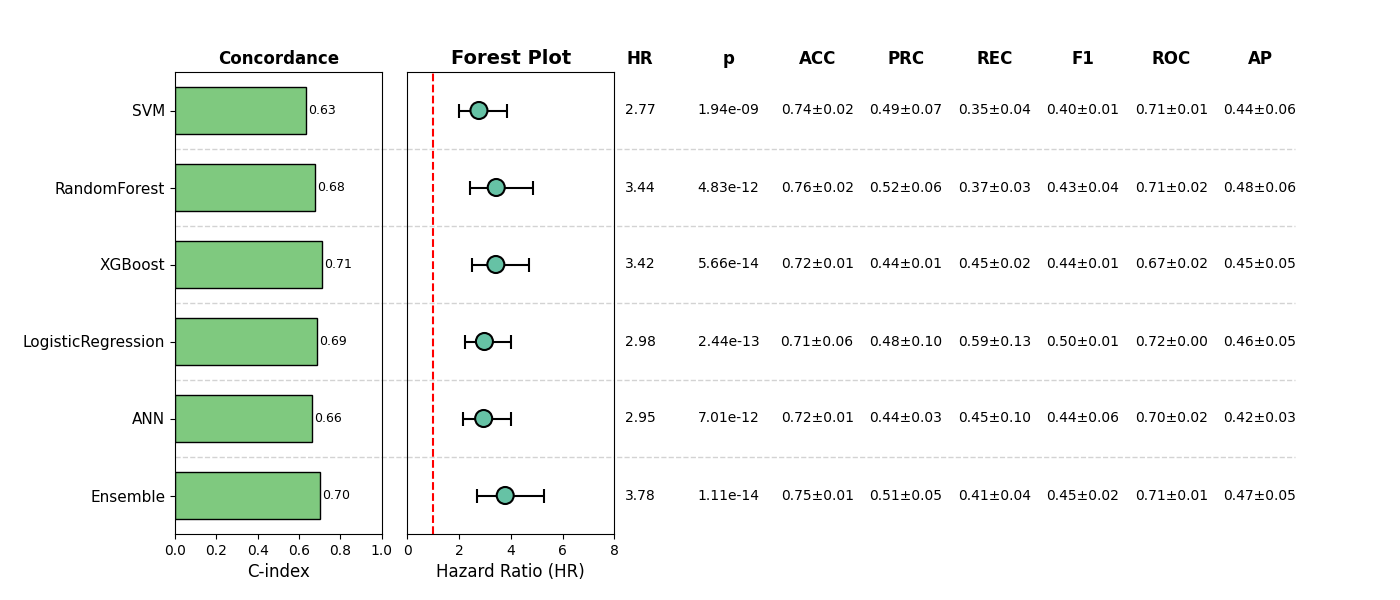 Concordance Forest Plot HR p ACC PRC REC F1 ROC AP
SVM 0.63 2.77 1.94e-09 0.74±0.02 0.49±0.07 0.35±0.04 0.40±0.01 0.71±0.01 0.44±0.06
RandomForest 0.68 3.44 4.83e-12 0.76±0.02 0.52±0.06 0.37±0.03 0.43±0.04 0.71±0.02 0.48±0.06
XGBoost 0.71 3.42 5.66e-14 0.72±0.01 0.44±0.01 0.45±0.02 0.44±0.01 0.67±0.02 0.45±0.05
LogisticRegression 0.69 2.98 2.44e-13 0.71±0.06 0.48±0.10 0.59±0.13 0.50±0.01 0.72±0.00 0.46±0.05
ANN 0.66 2.95 7.01e-12 0.72±0.01 0.44±0.03 0.45±0.10 0.44±0.06 0.70±0.02 0.42±0.03
Ensemble 0.70 3.78 1.11e-14 0.75±0.01 0.51±0.05 0.41±0.04 0.45±0.02 0.71±0.01 0.47±0.05
0.0 0.2 0.4 0.6 0.8 1.0 0 2 4 6 8
C-index Hazard Ratio (HR)